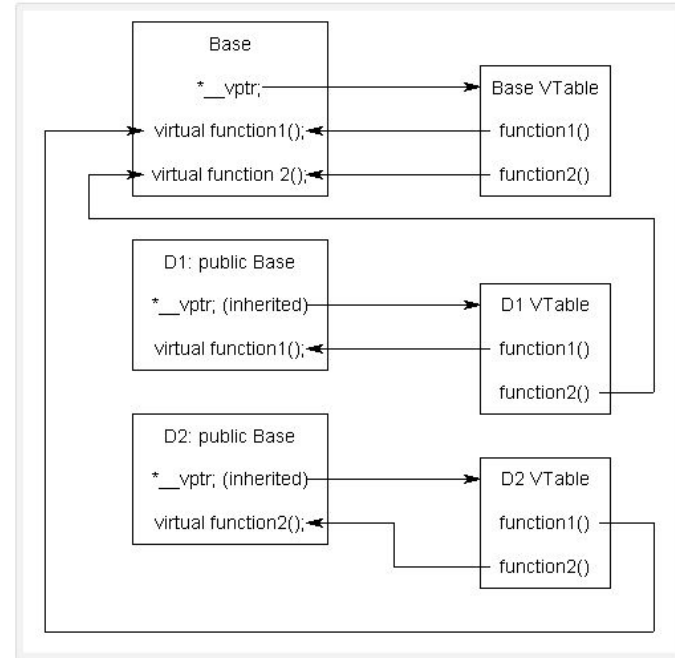 Base
*__vptr;
virtual function1();
virtual function 2();
Base VTable
function1()
function2()
D1: public Base
*__vptr; (inherited)
virtual function1();
D1 VTable
function1()
function2()
D2: public Base
*__vptr; (inherited)
virtual function2();
D2 VTable
function1()
function2()